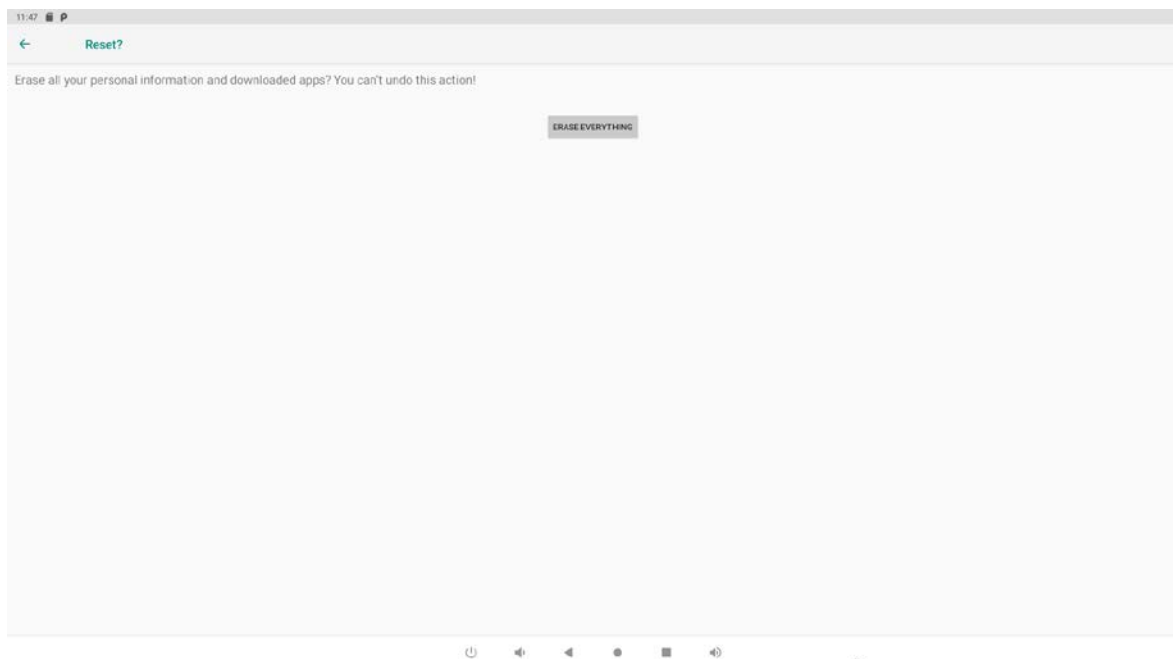 11:47
Reset?
Erase all your personal information and downloaded apps? You can't undo this action!
ERASE EVERYTHING